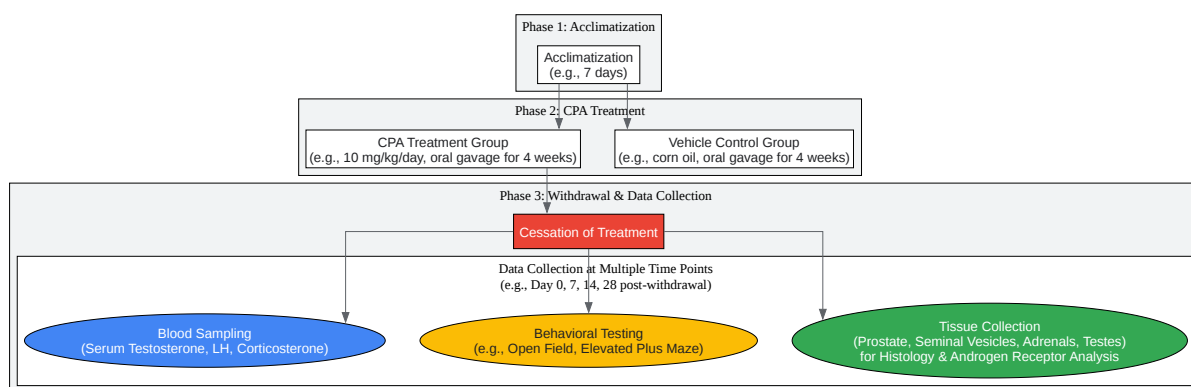 Phase 1: Acclimatization
Acclimatization
(e.g., 7 days)
Phase 2: CPA Treatment
CPA Treatment Group
(e.g., 10 mg/kg/day, oral gavage for 4 weeks)
Vehicle Control Group
(e.g., corn oil, oral gavage for 4 weeks)
Phase 3: Withdrawal & Data Collection
Cessation of Treatment
Data Collection at Multiple Time Points
(e.g., Day 0, 7, 14, 28 post-withdrawal)
Blood Sampling
(Serum Testosterone, LH, Corticosterone)
Behavioral Testing
(e.g., Open Field, Elevated Plus Maze)
Tissue Collection
(Prostate, Seminal Vesicles, Adrenals, Testes)
for Histology & Androgen Receptor Analysis